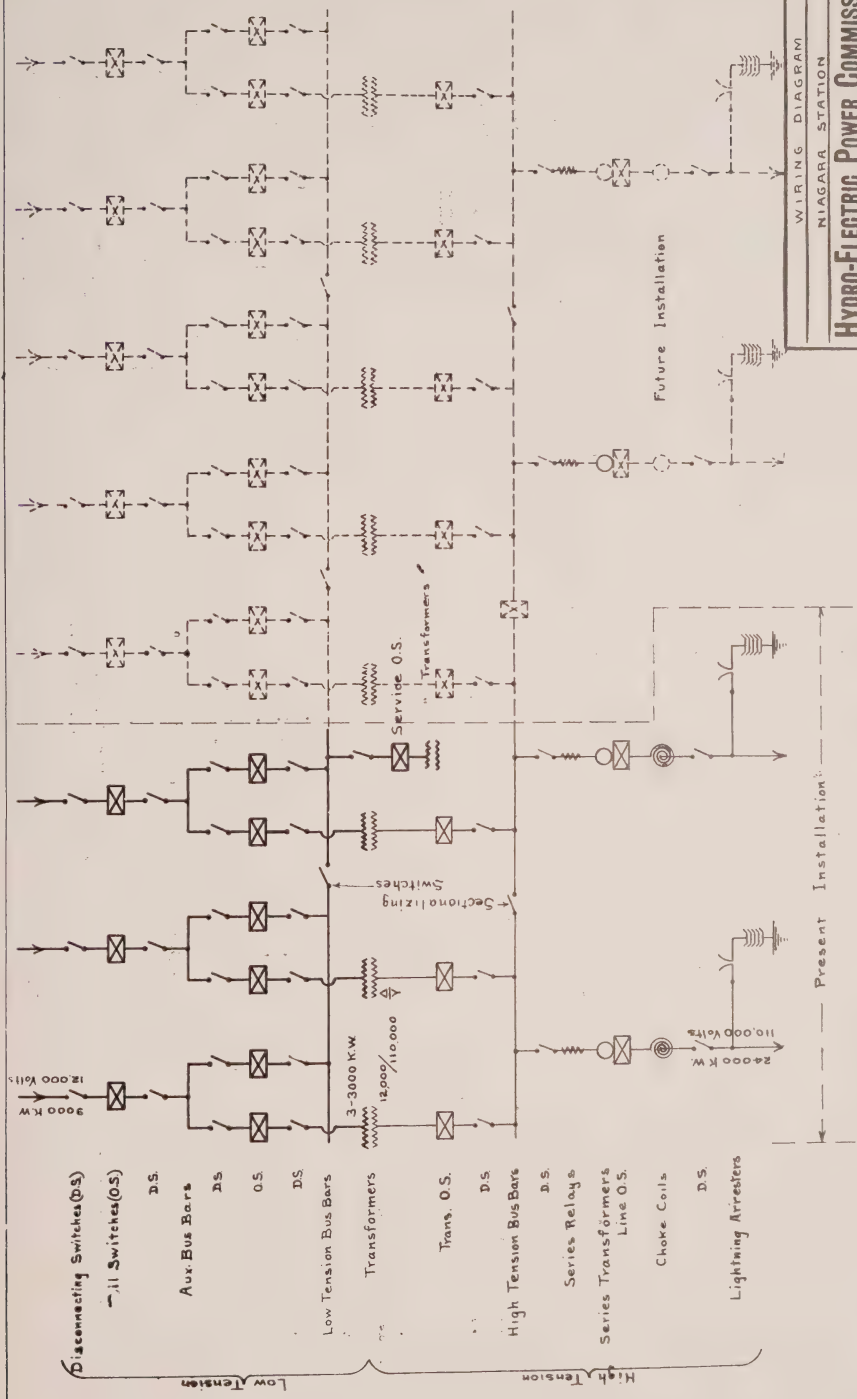 Disconnecting Switches (D.S)
il Switches (O.S)
D.S.
Aux. Bus Bars
D.S
O.S.
D.S
Low Tension Bus Bars
Transformers
Trans. O.S.
D.S
High Tension Bus Bars
D.S.
Series Relays
Series Transformers
Line O.S.
Choke Coils
D.S.
Lightning Arresters
Low Tension
High Tension
9000 K.W
12,000 Volts
3-3000 K.W.
12,000/110,000
Sectionalizing
Switches
Service O.S.
" Transformers
24000 K.W.
110,000 Volts
Present Installation
Future Installation
WIRING DIAGRAM
NIAGARA STATION
HYDRO-ELECTRIC POWER COMMISS